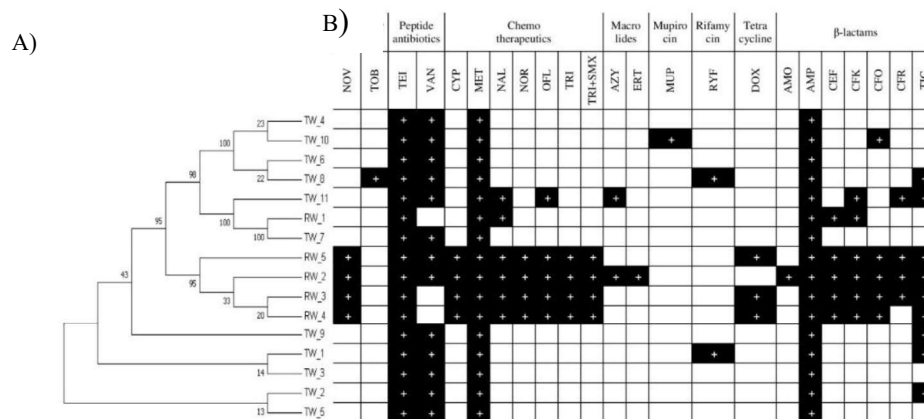 A)
B)
Peptide antibiotics
Chemo therapeutics
Macro lides
Mupiro cin
Rifamy cin
Tetra cycline
β-lactams
NOV TOB TEI VAN CYP MET NAL NOR OFL TRI TRI+SMX AZY ERT MUP RYF DOX AMO AMP CEF CFK CFO CFR TIC
TW_4 + + + +
23
TW_10 + + + + + +
100
TW_6 + + + +
98
22
TW_8 + + + + + + +
TW_11 + + + + + + + + + +
95
100
RW_1 + + + + + +
100
TW_7 + + + +
RW_5 + + + + + + + + + + + + + + + +
43
95
RW_2 + + + + + + + + + + + + + + + + + +
33
RW_3 + + + + + + + + + + + + + + +
20
RW_4 + + + + + + + + + + + + + +
TW_9 + + + +
TW_1 + + + + +
14
TW_3 + + + +
TW_2 + + + + +
13
TW_5 + + + +